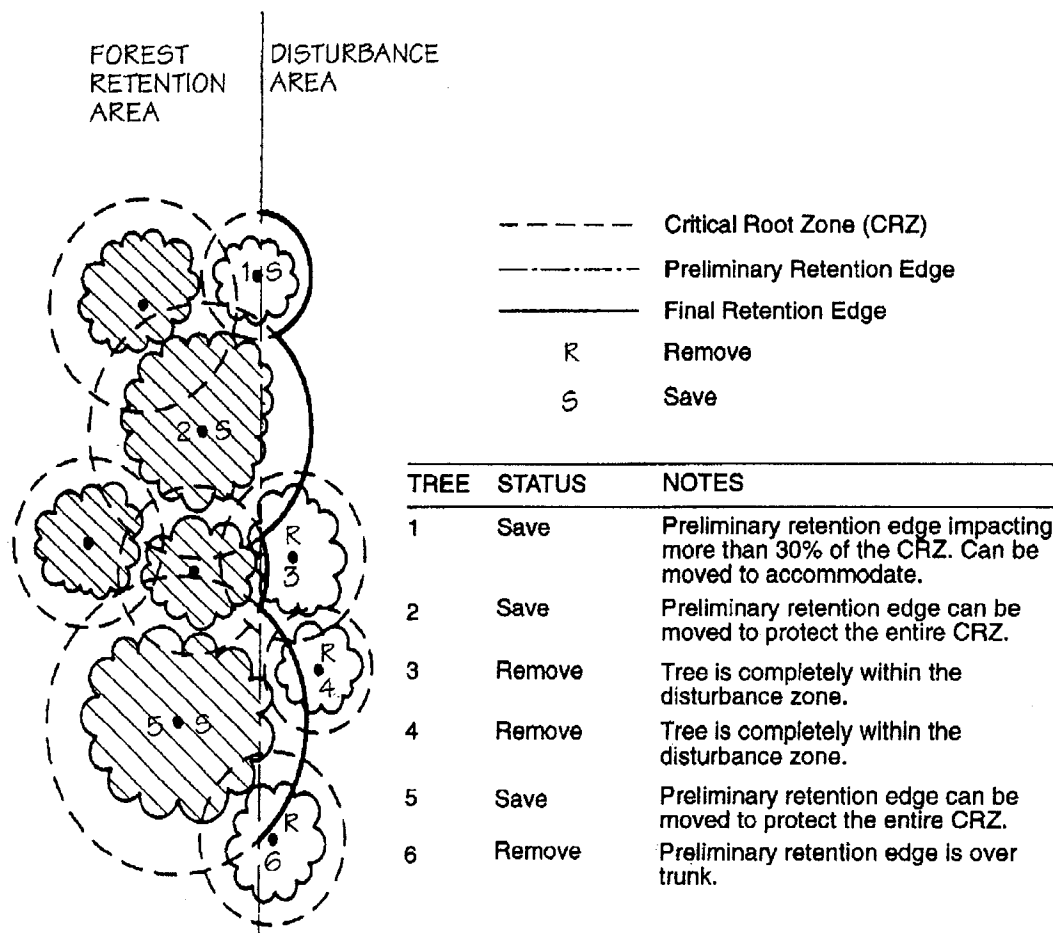 FOREST
RETENTION
AREA
DISTURBANCE
AREA
1 S
2 S
R
3
R
4
5 S
R
6
Critical Root Zone (CRZ)
Preliminary Retention Edge
Final Retention Edge
R Remove
S Save
TREE STATUS NOTES
1 Save Preliminary retention edge impacting
more than 30% of the CRZ. Can be
moved to accommodate.
2 Save Preliminary retention edge can be
moved to protect the entire CRZ.
3 Remove Tree is completely within the
disturbance zone.
4 Remove Tree is completely within the
disturbance zone.
5 Save Preliminary retention edge can be
moved to protect the entire CRZ.
6 Remove Preliminary retention edge is over
trunk.